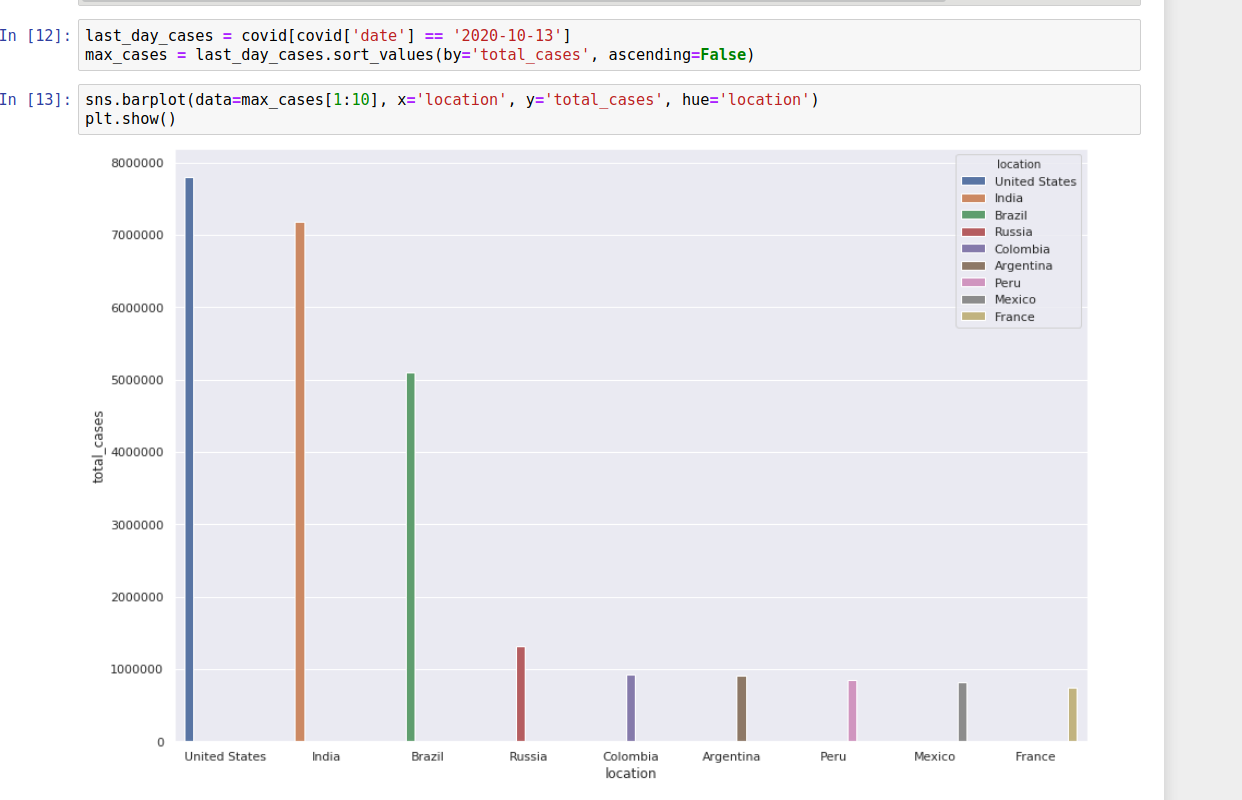 In [12]: last_day_cases = covid[covid['date'] == '2020-10-13']
max_cases = last_day_cases.sort_values(by='total_cases', ascending=False)
In [13]: sns.barplot(data=max_cases[1:10], x='location', y='total_cases', hue='location')
plt.show()
8000000
7000000
6000000
5000000
4000000
3000000
2000000
1000000
0
total_cases
location
United States
India
Brazil
Russia
Colombia
Argentina
Peru
Mexico
France
United States India Brazil Russia Colombia Argentina Peru Mexico France
location